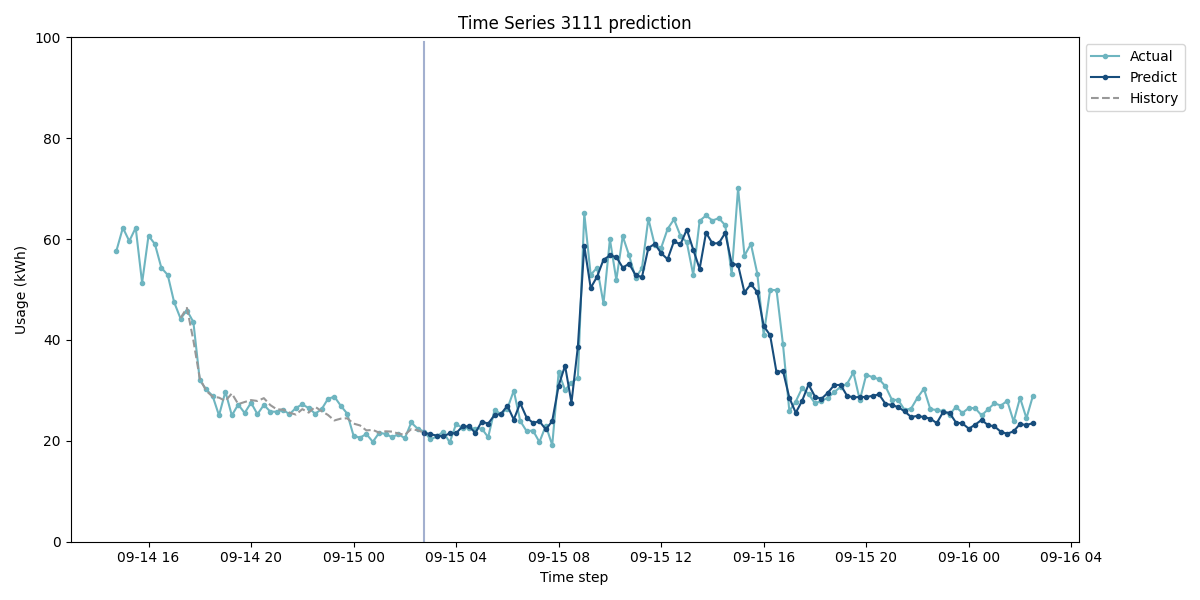 Time Series 3111 prediction
100
80
60
40
20
0
Usage (kWh)
09-14 16
09-14 20
09-15 00
09-15 04
09-15 08
09-15 12
09-15 16
09-15 20
09-16 00
09-16 04
Time step
Actual
Predict
History